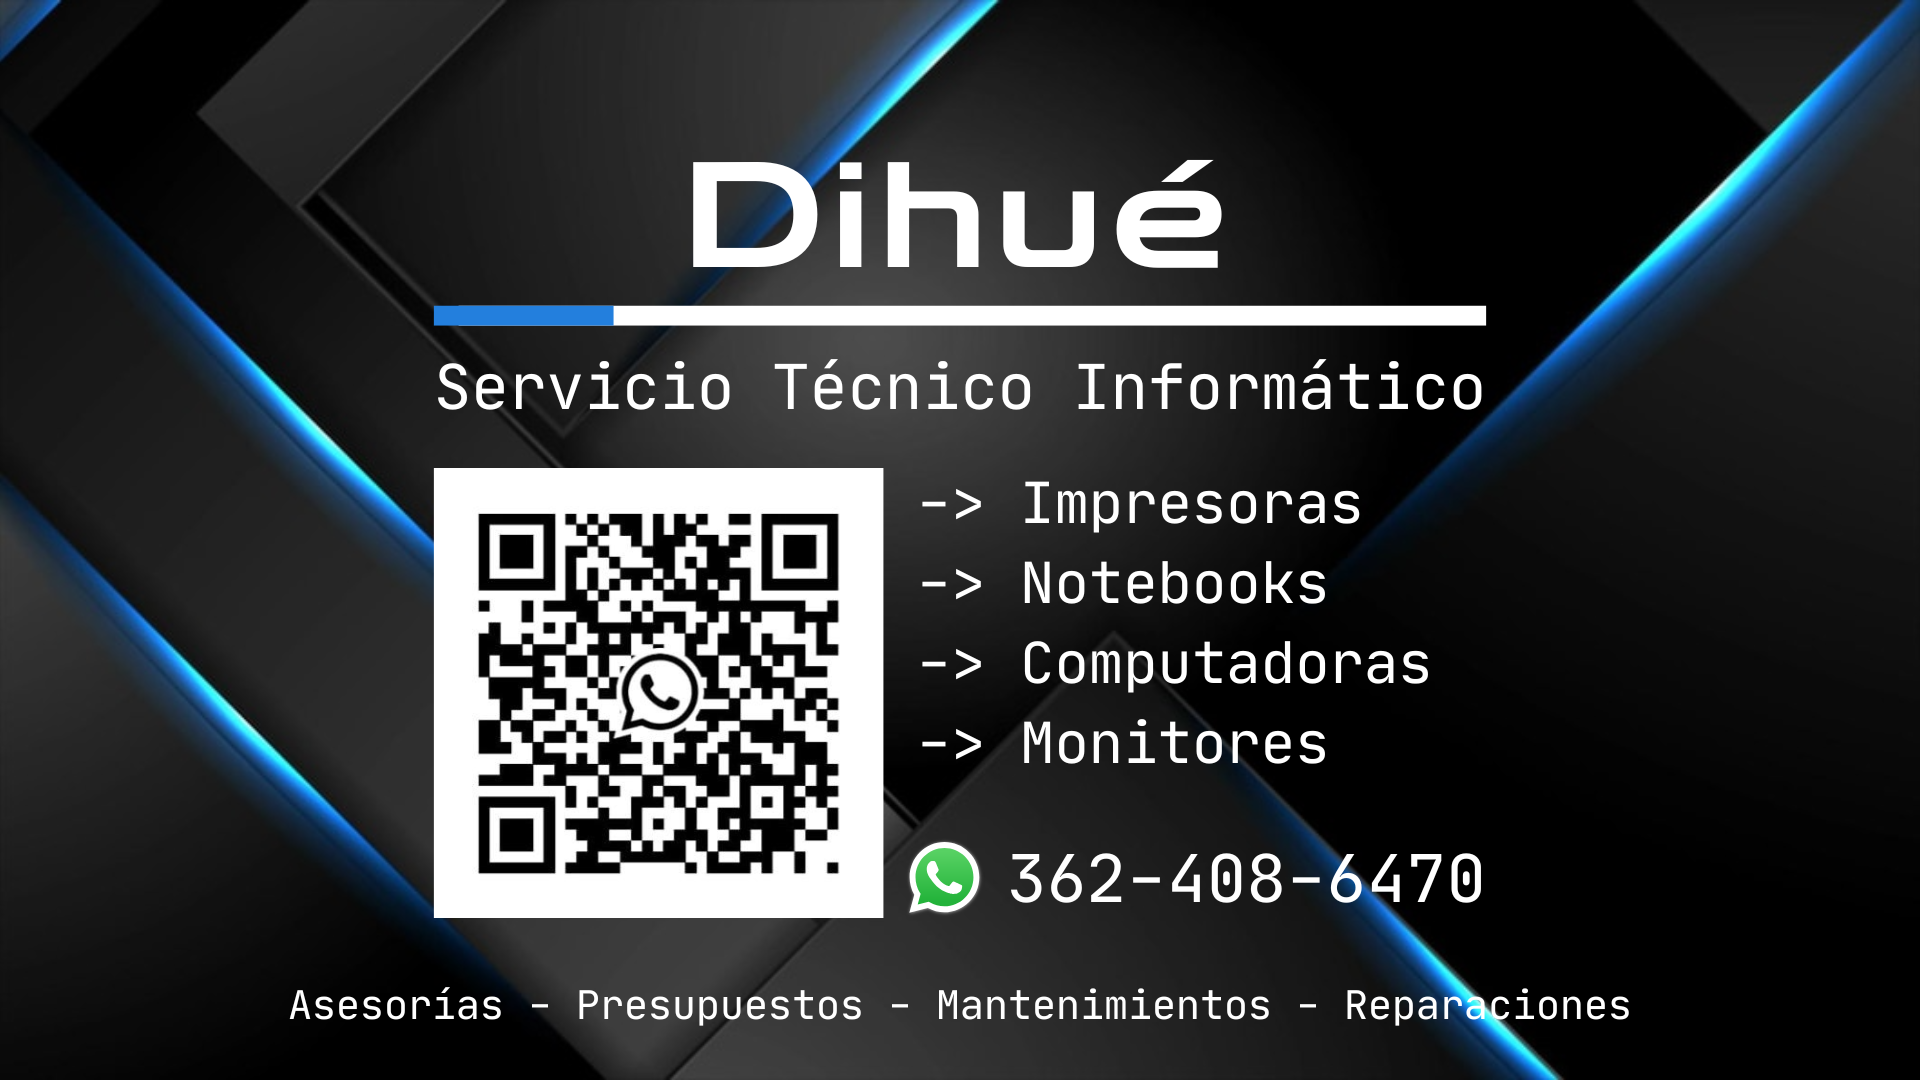 Dihué
Servicio Técnico Informático
-> Impresoras
-> Notebooks
-> Computadoras
-> Monitores
362-408-6470
Asesorías - Presupuestos - Mantenimientos - Reparaciones